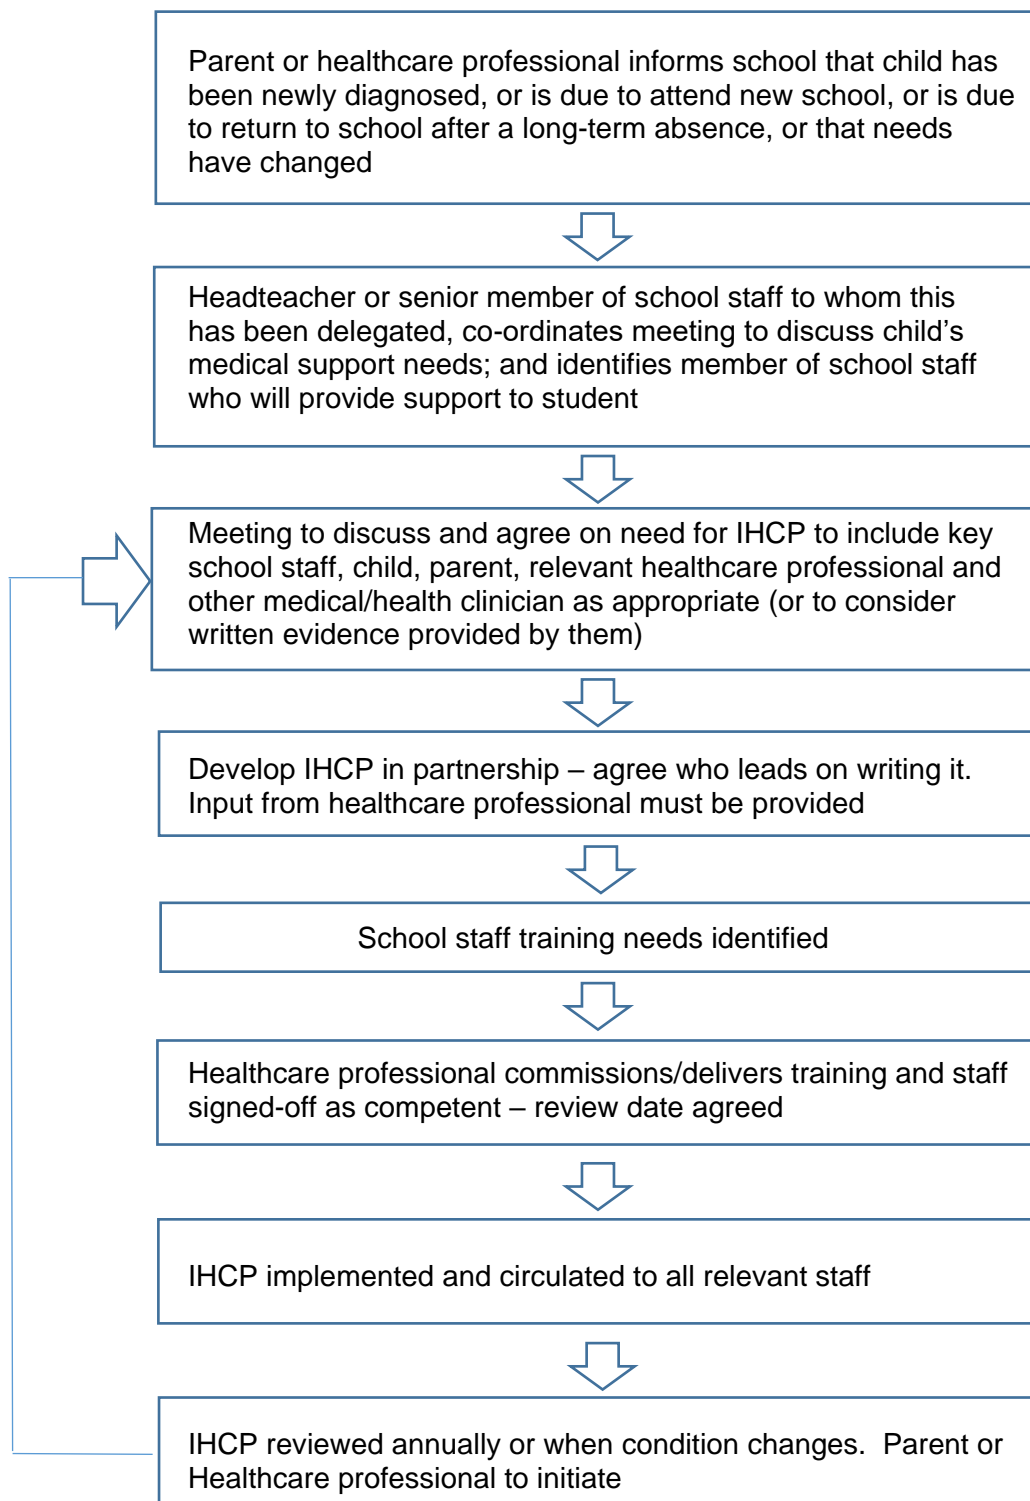 Parent or healthcare professional informs school that child has
been newly diagnosed, or is due to attend new school, or is due
to return to school after a long-term absence, or that needs
have changed
Headteacher or senior member of school staff to whom this
has been delegated, co-ordinates meeting to discuss child's
medical support needs; and identifies member of school staff
who will provide support to student
Meeting to discuss and agree on need for IHCP to include key
school staff, child, parent, relevant healthcare professional and
other medical/health clinician as appropriate (or to consider
written evidence provided by them)
Develop IHCP in partnership – agree who leads on writing it.
Input from healthcare professional must be provided
School staff training needs identified
Healthcare professional commissions/delivers training and staff
signed-off as competent – review date agreed
IHCP implemented and circulated to all relevant staff
IHCP reviewed annually or when condition changes.  Parent or
Healthcare professional to initiate